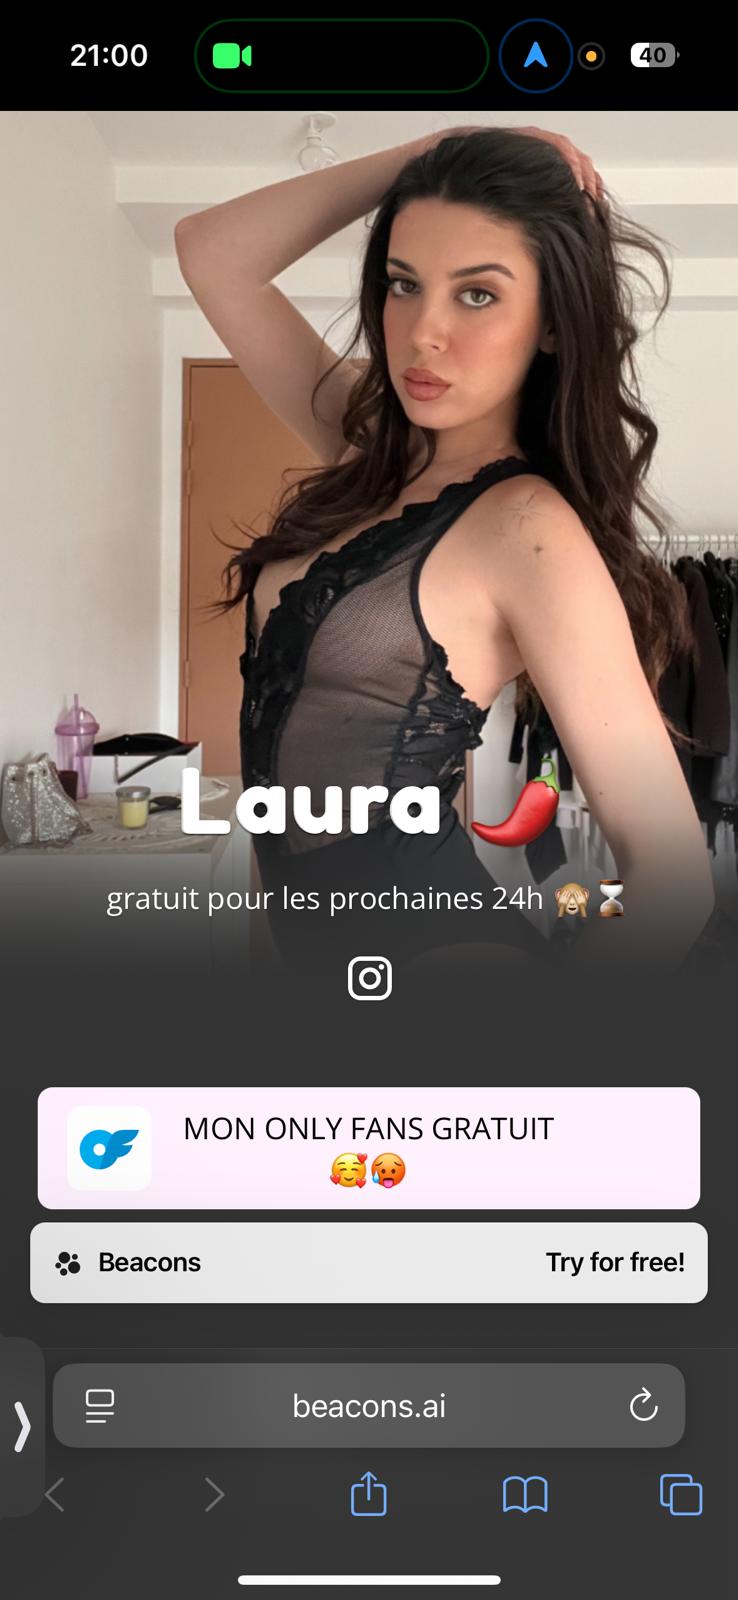 21:00
40
Laura 🌶️
gratuit pour les prochaines 24h 🙈⏳
MON ONLY FANS GRATUIT
🥰🥵
Beacons
Try for free!
beacons.ai